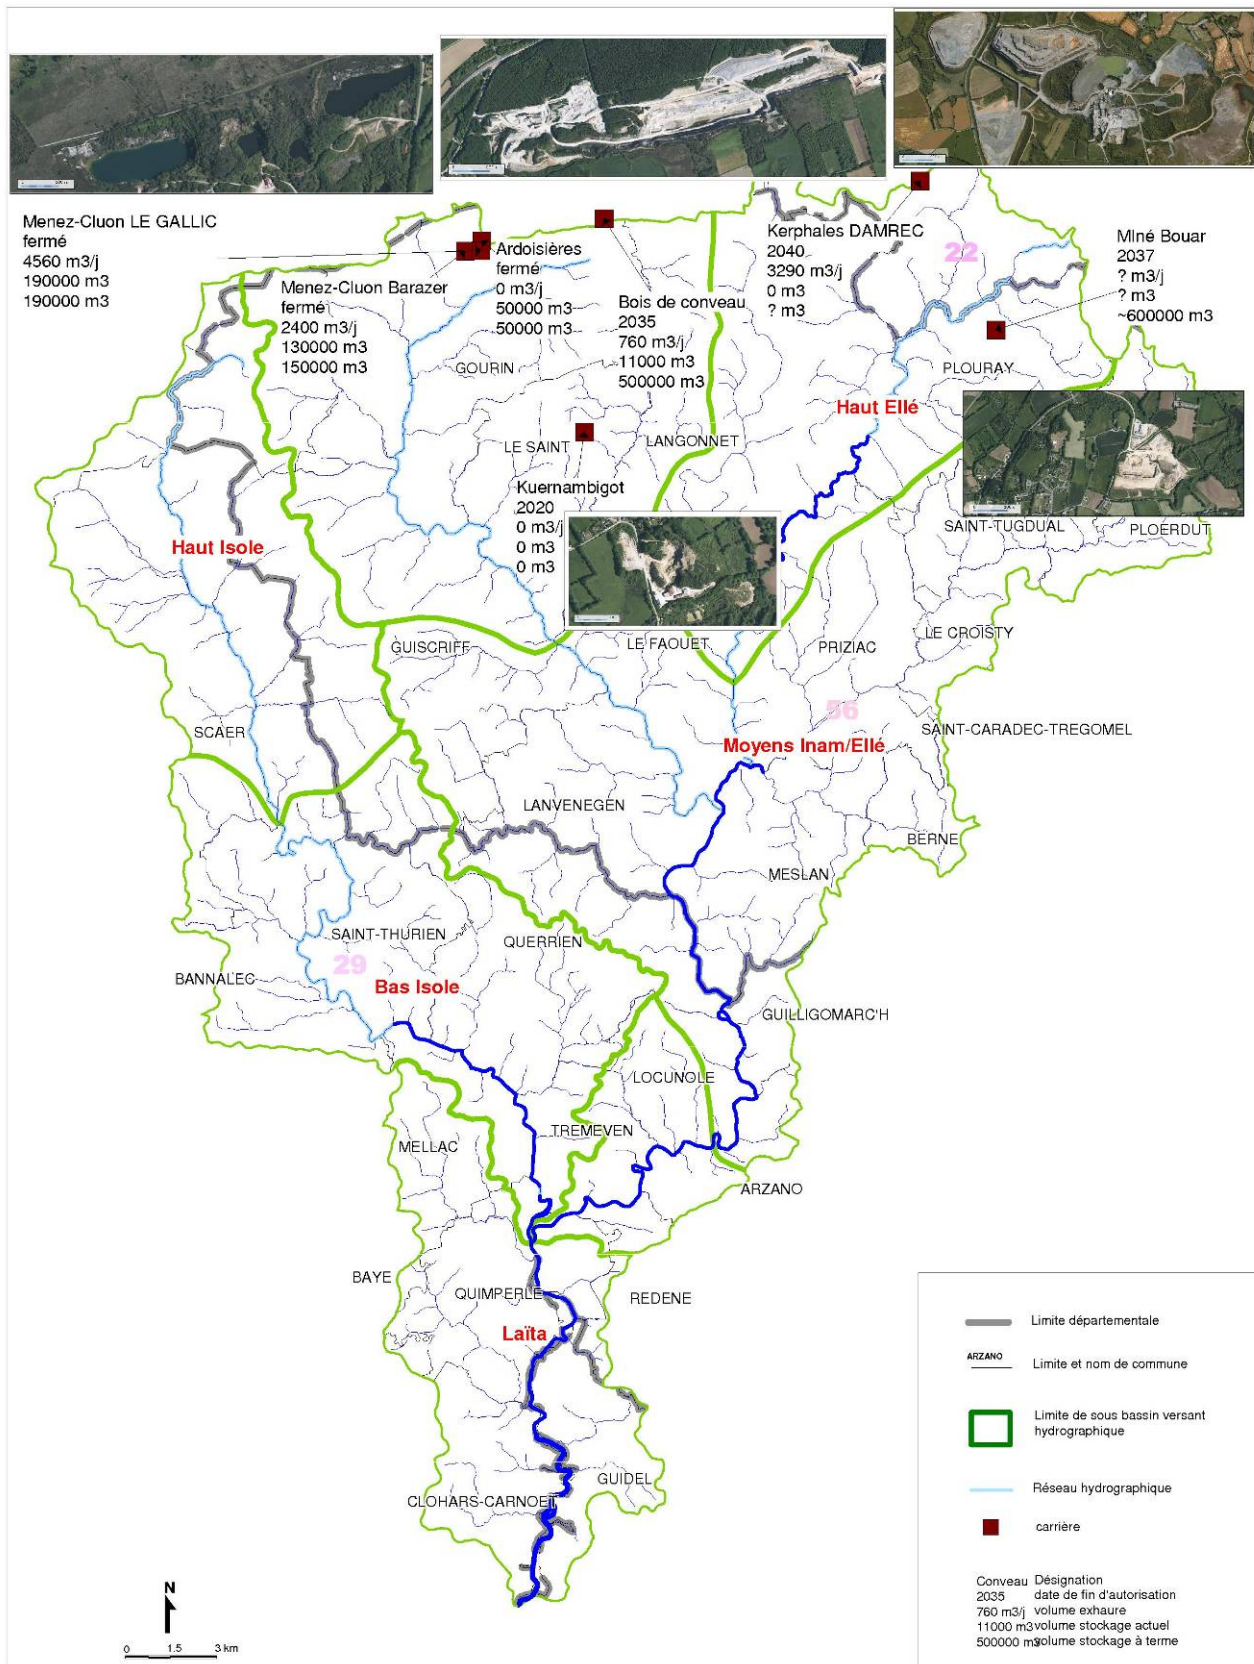 Menez-Cluon LE GALLIC
fermé
4560 m3/j
190000 m3
190000 m3
Menez-Cluon Barazer
fermé
2400 m3/j
130000 m3
150000 m3
Ardoisières
fermé
0 m3/j
50000 m3
50000 m3
Bois de conveau
2035
760 m3/j
11000 m3
500000 m3
Kerphales DAMREC
2040
3290 m3/j
0 m3
? m3
22
MIné Bouar
2037
? m3/j
? m3
~600000 m3
GOURIN
PLOURAY
Haut Ellé
LE SAINT
LANGONNET
Kuernambigot
2020
0 m3/j
0 m3
0 m3
SAINT-TUGDUAL
PLOERDUT
Haut Isole
GUISCRIFF
LE FAOUET
PRIZIAC
LE CROISTY
56
SCAER
SAINT-CARADEC-TREGOMEL
Moyens Inam/Ellé
LANVENEGEN
BERNE
MESLAN
SAINT-THURIEN
QUERRIEN
29
BANNALEC
Bas Isole
GUILLIGOMARC'H
LOCUNOLE
TREMEVEN
MELLAC
ARZANO
BAYE
QUIMPERLE
REDENE
Laïta
GUIDEL
CLOHARS-CARNOET
Limite départementale
ARZANO
Limite et nom de commune
Limite de sous bassin versant
hydrographique
Réseau hydrographique
carrière
Conveau Désignation
2035 date de fin d'autorisation
760 m3/j volume exhaure
11000 m3 volume stockage actuel
500000 m3 volume stockage à terme
N
0 1.5 3 km